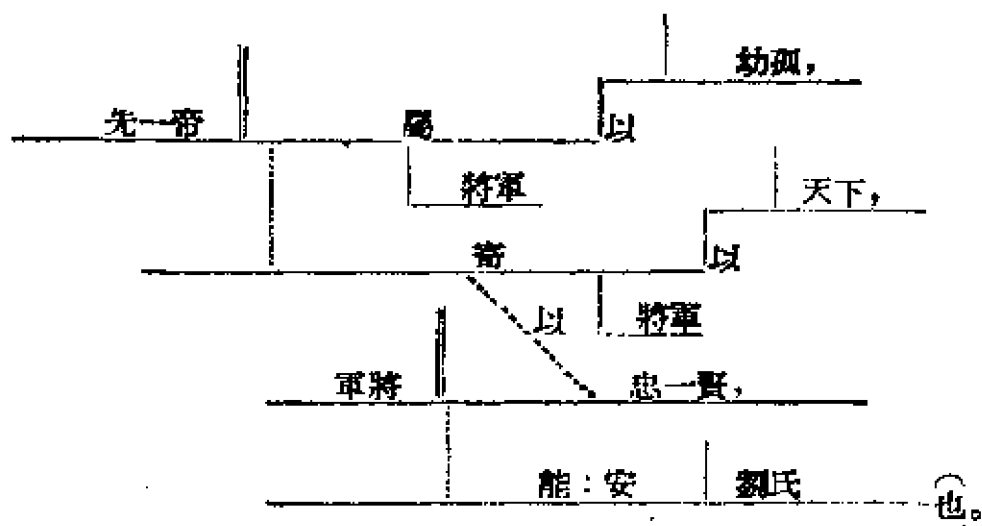 幼孤，
先一帝 屬 以
將軍
天下，
寄 以
以 將軍
軍將 忠一賢，
能：安 劉氏 （也。